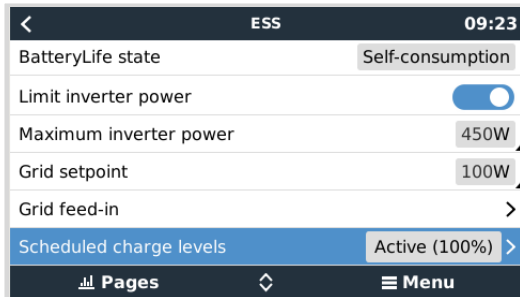 ESS 09:23
BatteryLife state Self-consumption
Limit inverter power
Maximum inverter power 450W
Grid setpoint 100W
Grid feed-in
Scheduled charge levels Active (100%)
Pages Menu